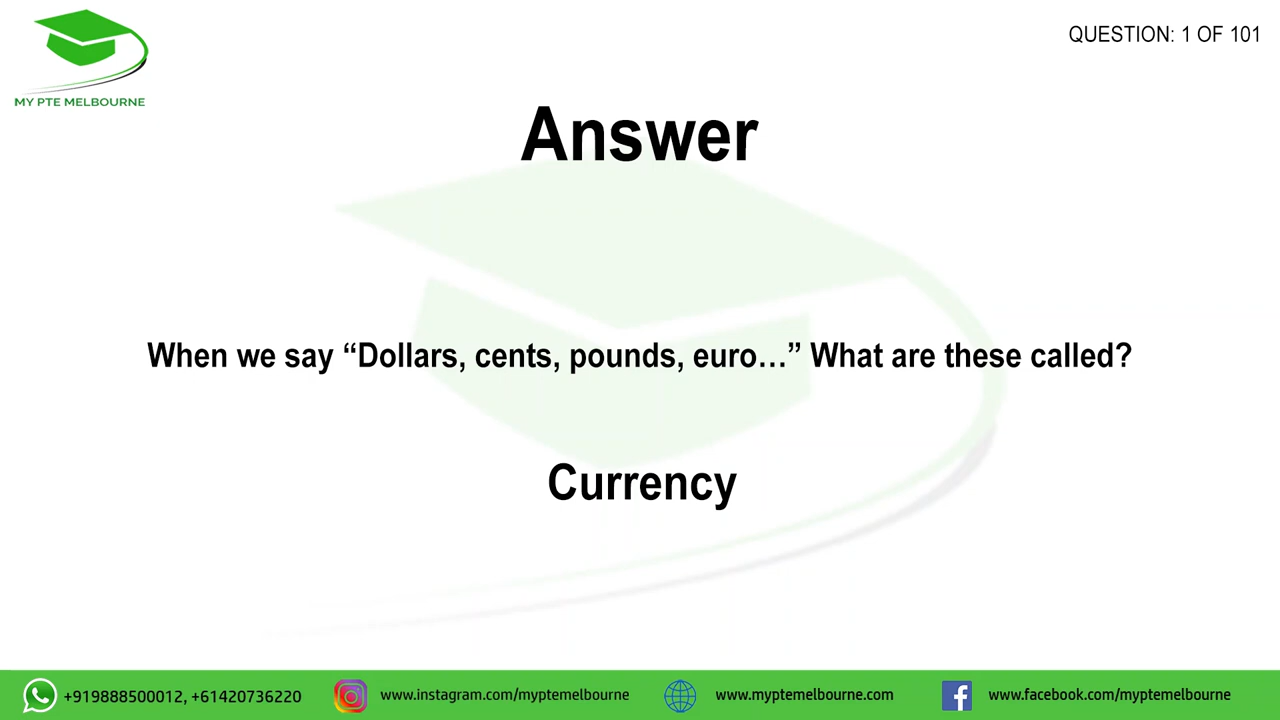 MY PTE MELBOURNE
QUESTION: 1 OF 101
Answer
When we say “Dollars, cents, pounds, euro…” What are these called?
Currency
+919888500012, +61420736220
www.instagram.com/myptemelbourne
www.myptemelbourne.com
www.facebook.com/myptemelbourne